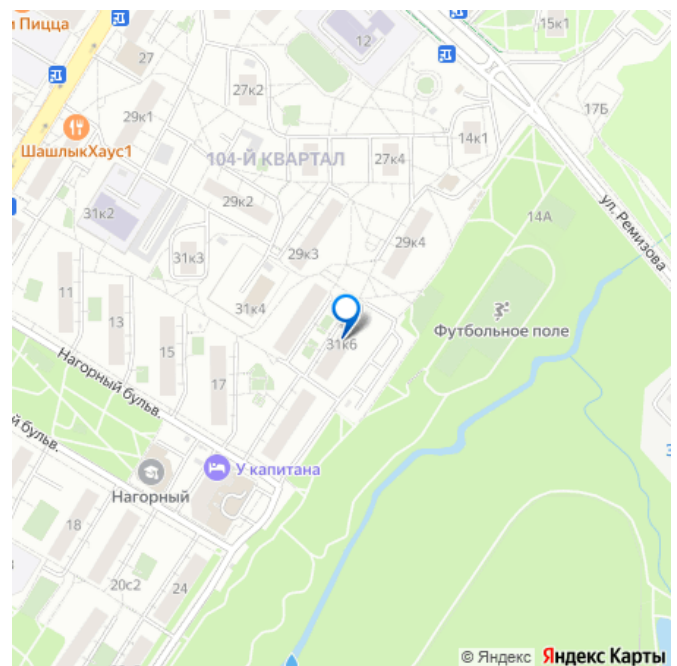 и Пицца
12
15к1
27
27к2
17Б
29к1
ШашлыкХаус1
14к1
104-Й КВАРТАЛ
27к4
29к2
31к2
ул. Ремизова
14А
29к3
29к4
31к3
11
31к4
13
Футбольное поле
31к6
15
Нагорный бульв.
17
й бульв.
У капитана
Нагорный
18
20с2
24
© Яндекс Яндекс Карты